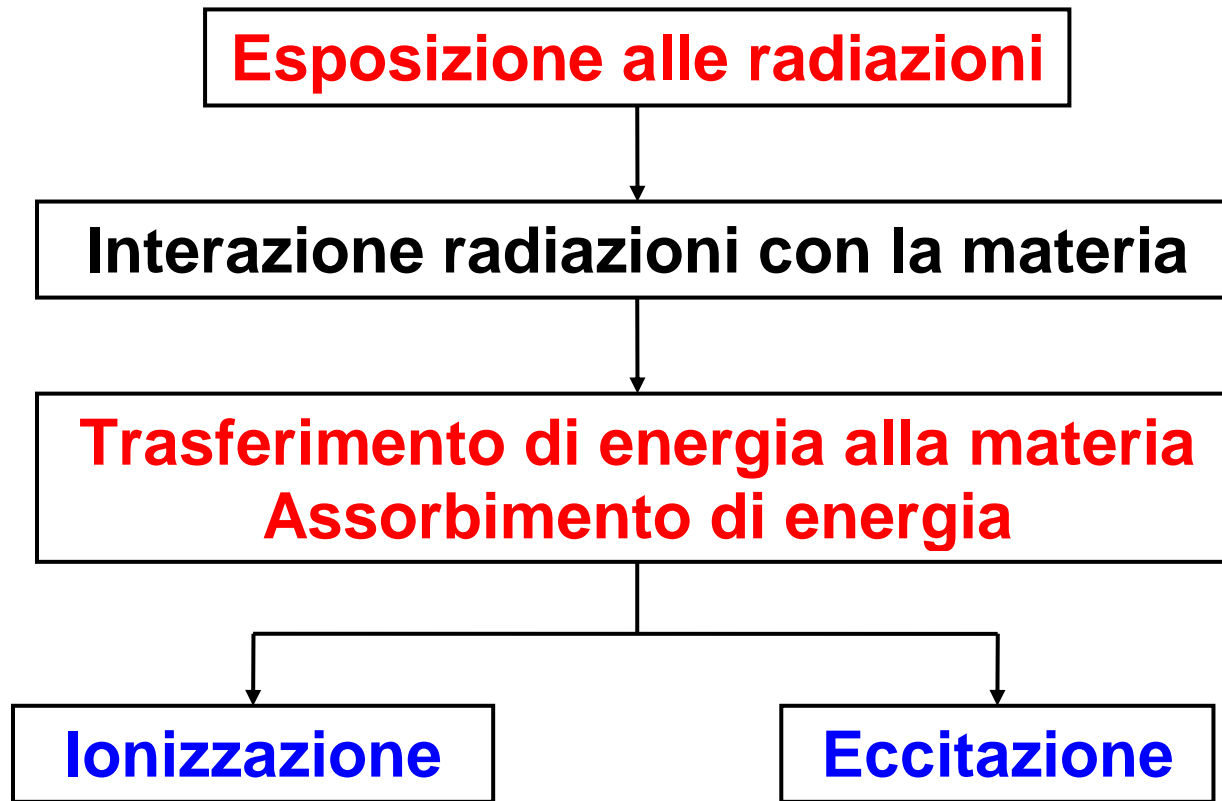 Esposizione alle radiazioni
Interazione radiazioni con la materia
Trasferimento di energia alla materia
Assorbimento di energia
Ionizzazione
Eccitazione